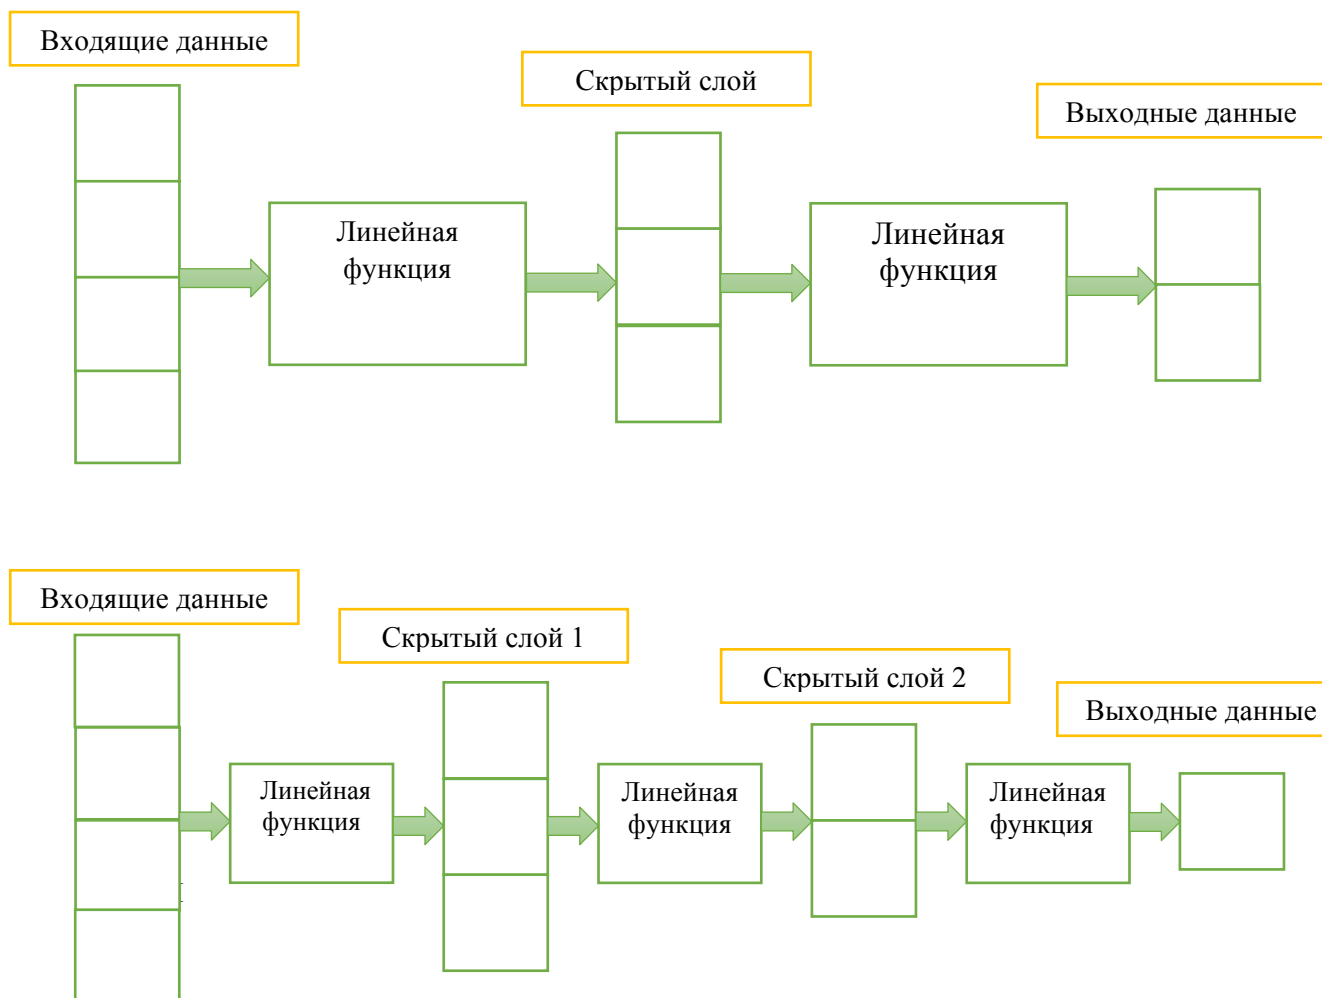 Входящие данные
Скрытый слой
Выходные данные
Линейная
функция
Линейная
функция
Входящие данные
Скрытый слой 1
Скрытый слой 2
Выходные данные
Линейная
функция
Линейная
функция
Линейная
функция